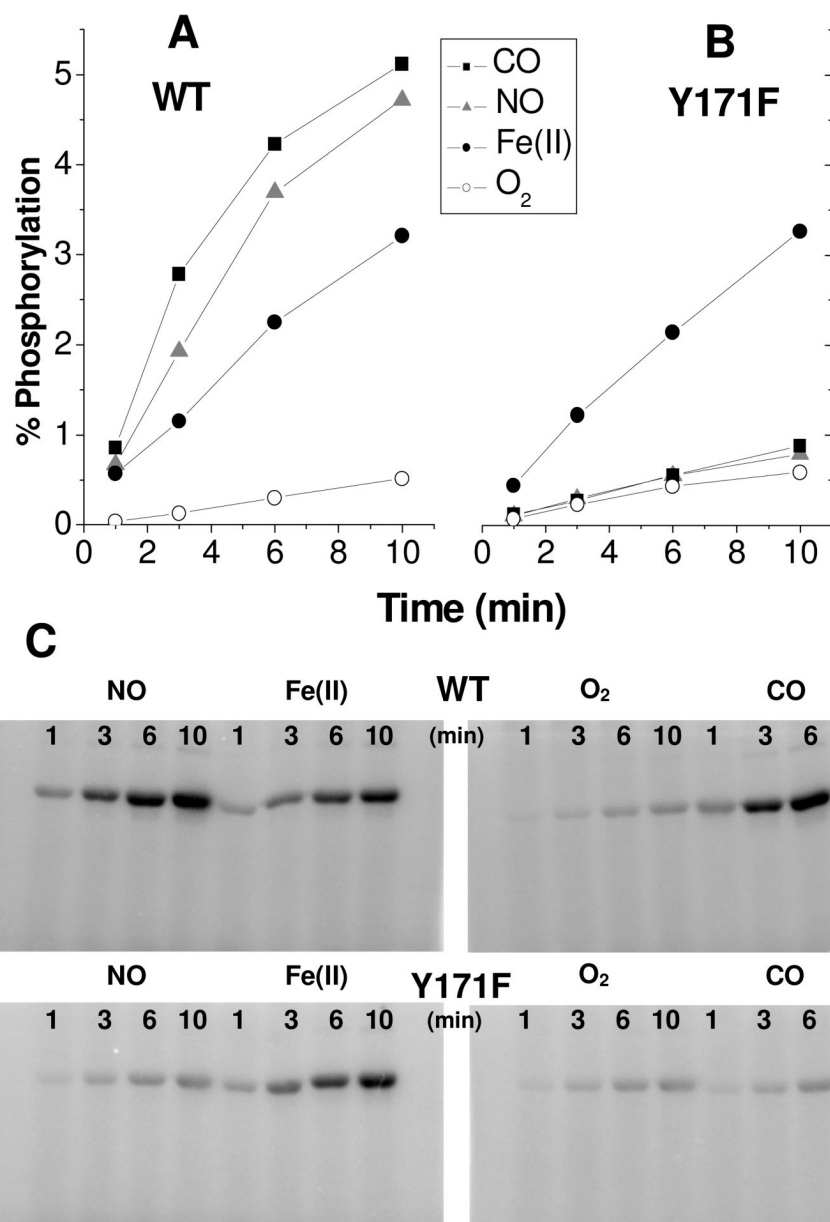 A
WT
B
Y171F
CO
NO
Fe(II)
O2
% Phosphorylation
5
4
3
2
1
0
0 2 4 6 8 10
0 2 4 6 8 10
Time (min)
C
NO Fe(II) WT O2 CO
1 3 6 10 1 3 6 10 (min) 1 3 6 10 1 3 6
NO Fe(II) Y171F O2 CO
1 3 6 10 1 3 6 10 (min) 1 3 6 10 1 3 6